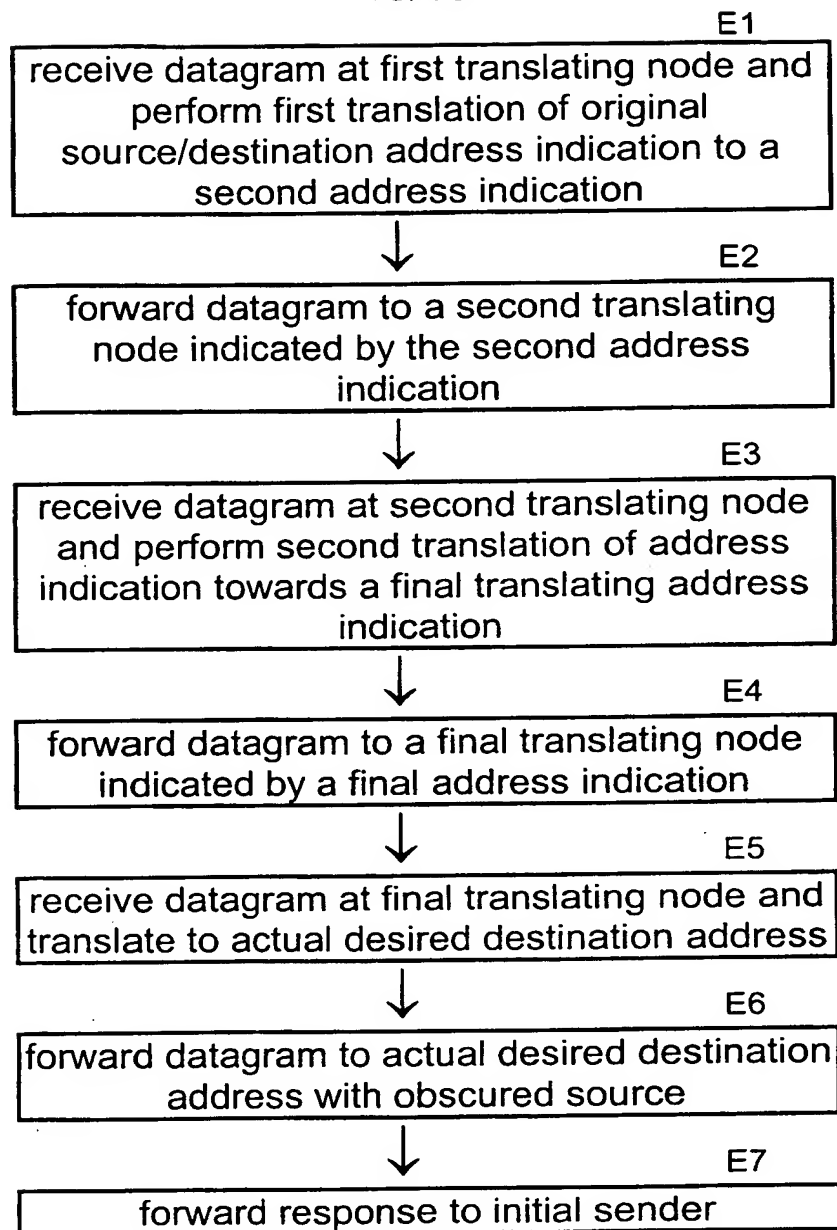 E1
receive datagram at first translating node and
perform first translation of original
source/destination address indication to a
second address indication
E2
forward datagram to a second translating
node indicated by the second address
indication
E3
receive datagram at second translating node
and perform second translation of address
indication towards a final translating address
indication
E4
forward datagram to a final translating node
indicated by a final address indication
E5
receive datagram at final translating node and
translate to actual desired destination address
E6
forward datagram to actual desired destination
address with obscured source
E7
forward response to initial sender